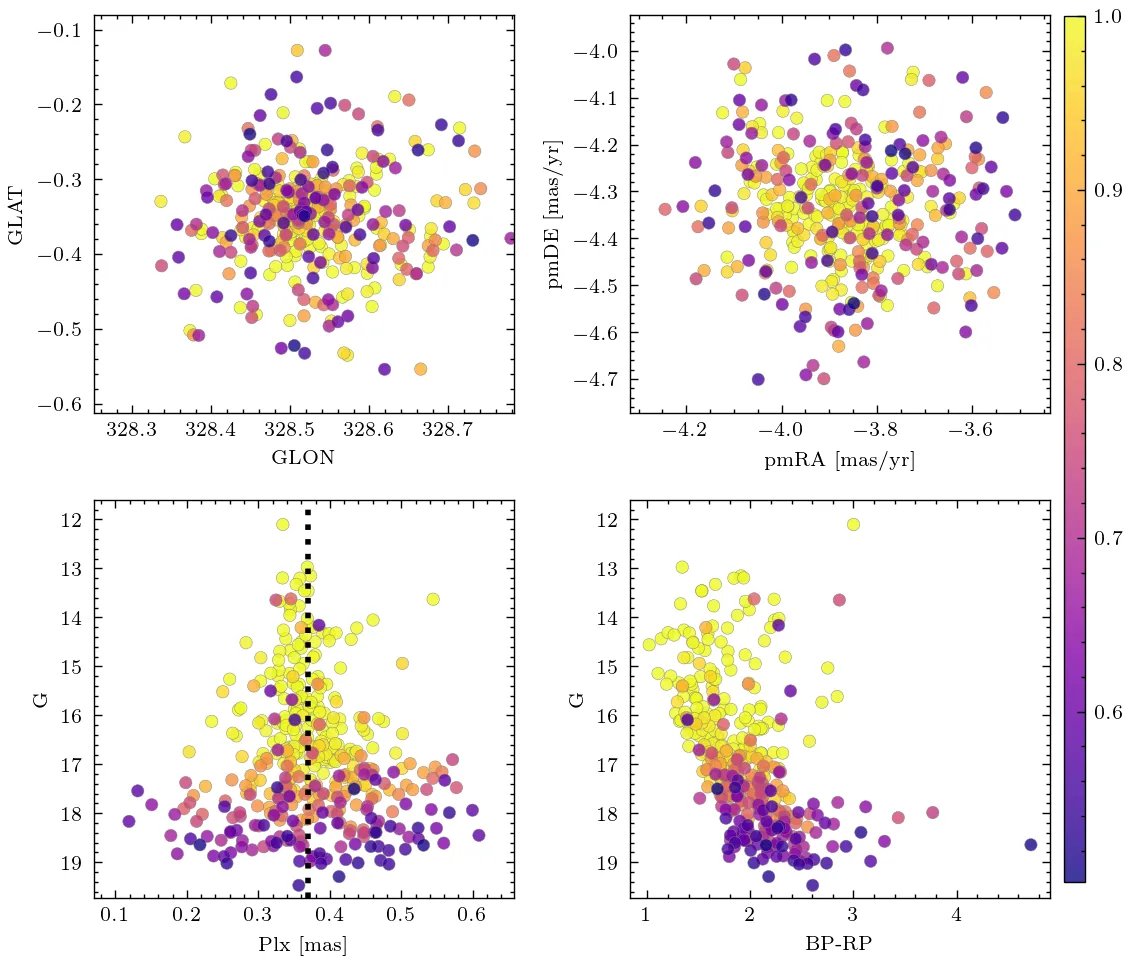 −0.1
−0.2
−0.3
−0.4
−0.5
−0.6
GLAT
328.3 328.4 328.5 328.6 328.7
GLON
−4.0
−4.1
−4.2
−4.3
−4.4
−4.5
−4.6
−4.7
pmDE [mas/yr]
−4.2 −4.0 −3.8 −3.6
pmRA [mas/yr]
1.0
0.9
0.8
0.7
0.6
12
13
14
15
16
17
18
19
G
0.1 0.2 0.3 0.4 0.5 0.6
Plx [mas]
12
13
14
15
16
17
18
19
G
1 2 3 4
BP-RP